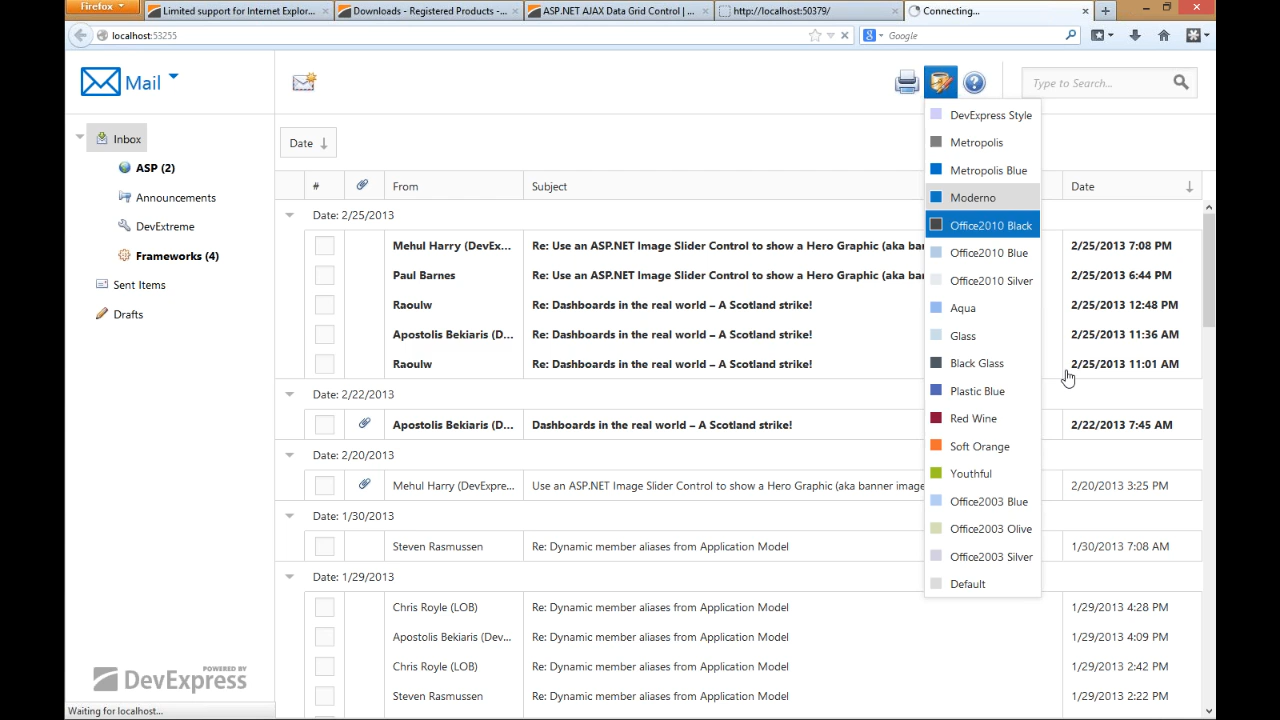 Firefox
Limited support for Internet Explor...
Downloads - Registered Products -...
ASP.NET AJAX Data Grid Control | ...
http://localhost:50379/
Connecting...
localhost:53255
Google
Mail
Type to Search...
Inbox
ASP (2)
Announcements
DevExtreme
Frameworks (4)
Sent Items
Drafts
DevExpress Style
Metropolis
Metropolis Blue
Moderno
Office2010 Black
Office2010 Blue
Office2010 Silver
Aqua
Glass
Black Glass
Plastic Blue
Red Wine
Soft Orange
Youthful
Office2003 Blue
Office2003 Olive
Office2003 Silver
Default
Date
# From Subject Date
Date: 2/25/2013
Mehul Harry (DevEx... Re: Use an ASP.NET Image Slider Control to show a Hero Graphic (aka ban 2/25/2013 7:08 PM
Paul Barnes Re: Use an ASP.NET Image Slider Control to show a Hero Graphic (aka ban 2/25/2013 6:44 PM
Raoulw Re: Dashboards in the real world – A Scotland strike! 2/25/2013 12:48 PM
Apostolis Bekiaris (D... Re: Dashboards in the real world – A Scotland strike! 2/25/2013 11:36 AM
Raoulw Re: Dashboards in the real world – A Scotland strike! 2/25/2013 11:01 AM
Date: 2/22/2013
Apostolis Bekiaris (D... Dashboards in the real world – A Scotland strike! 2/22/2013 7:45 AM
Date: 2/20/2013
Mehul Harry (DevExpre... Use an ASP.NET Image Slider Control to show a Hero Graphic (aka banner image 2/20/2013 3:25 PM
Date: 1/30/2013
Steven Rasmussen Re: Dynamic member aliases from Application Model 1/30/2013 7:08 AM
Date: 1/29/2013
Chris Royle (LOB) Re: Dynamic member aliases from Application Model 1/29/2013 4:28 PM
Apostolis Bekiaris (Dev... Re: Dynamic member aliases from Application Model 1/29/2013 4:09 PM
Chris Royle (LOB) Re: Dynamic member aliases from Application Model 1/29/2013 2:42 PM
Steven Rasmussen Re: Dynamic member aliases from Application Model 1/29/2013 2:22 PM
POWERED BY
DevExpress
Waiting for localhost...